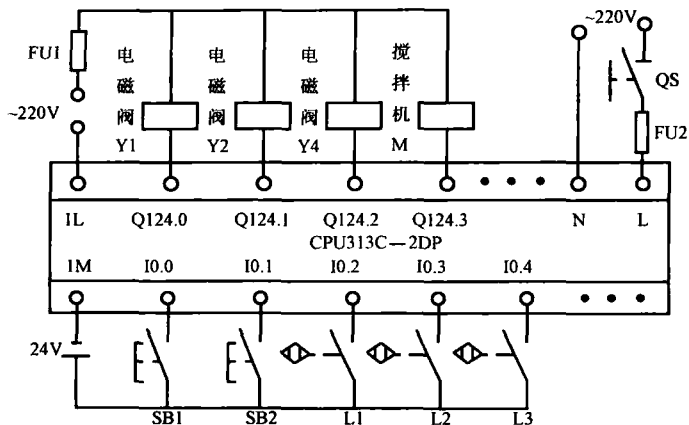 ~220V
FU1
电磁阀
Y1
电磁阀
Y2
电磁阀
Y4
搅拌机
M
QS
~220V
FU2
1L
Q124.0
Q124.1
Q124.2
Q124.3
N
L
CPU313C—2DP
1M
I0.0
I0.1
I0.2
I0.3
I0.4
24V
SB1
SB2
L1
L2
L3